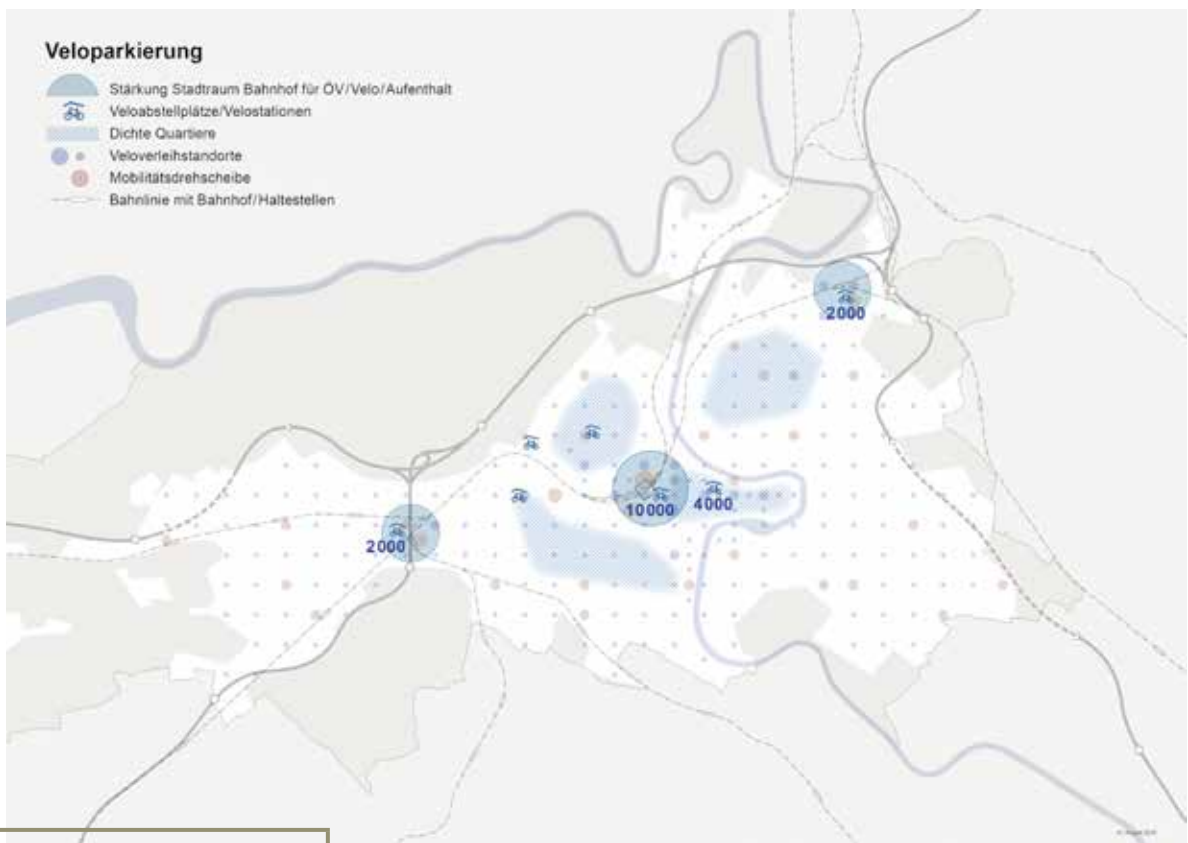 Veloparkierung
Stärkung Stadtraum Bahnhof für ÖV/Velo/Aufenthalt
Veloabstellplätze/Velostationen
Dichte Quartiere
Veloverleihstandorte
Mobilitätsdrehscheibe
Bahnlinie mit Bahnhof/Haltestellen
2000
10000
4000
2000